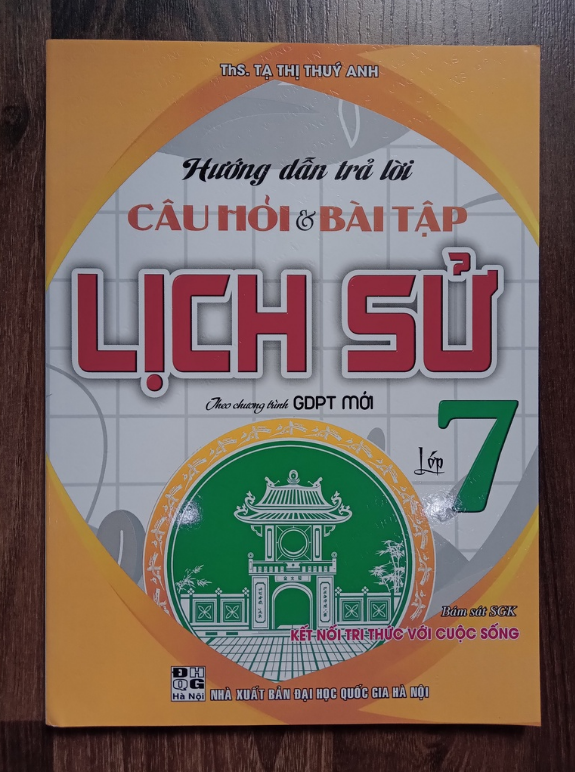 ThS. TẠ THỊ THUÝ ANH
Hướng dẫn trả lời
CÂU HỎI & BÀI TẬP
LỊCH SỬ
Theo chương trình GDPT MỚI
Lớp 7
Bám sát SGK
KẾT NỐI TRI THỨC VỚI CUỘC SỐNG
ĐH
QG
Hà Nội
NHÀ XUẤT BẢN ĐẠI HỌC QUỐC GIA HÀ NỘI